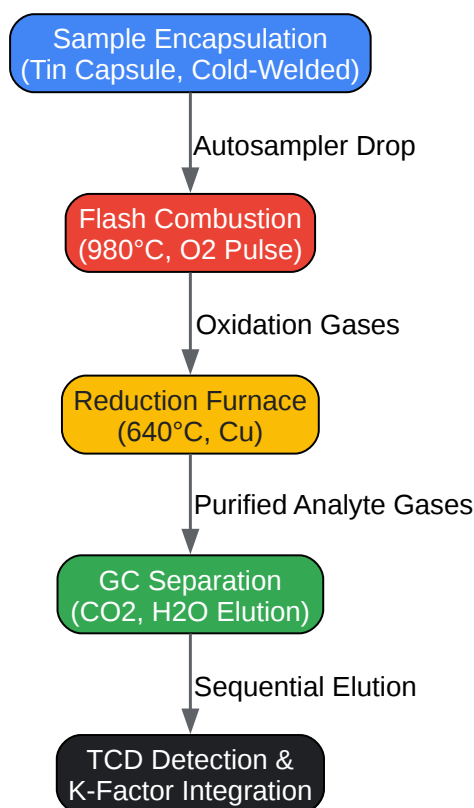 Sample Encapsulation
(Tin Capsule, Cold-Welded)
Autosampler Drop
Flash Combustion
(980°C, O2 Pulse)
Oxidation Gases
Reduction Furnace
(640°C, Cu)
Purified Analyte Gases
GC Separation
(CO2, H2O Elution)
Sequential Elution
TCD Detection &
K-Factor Integration